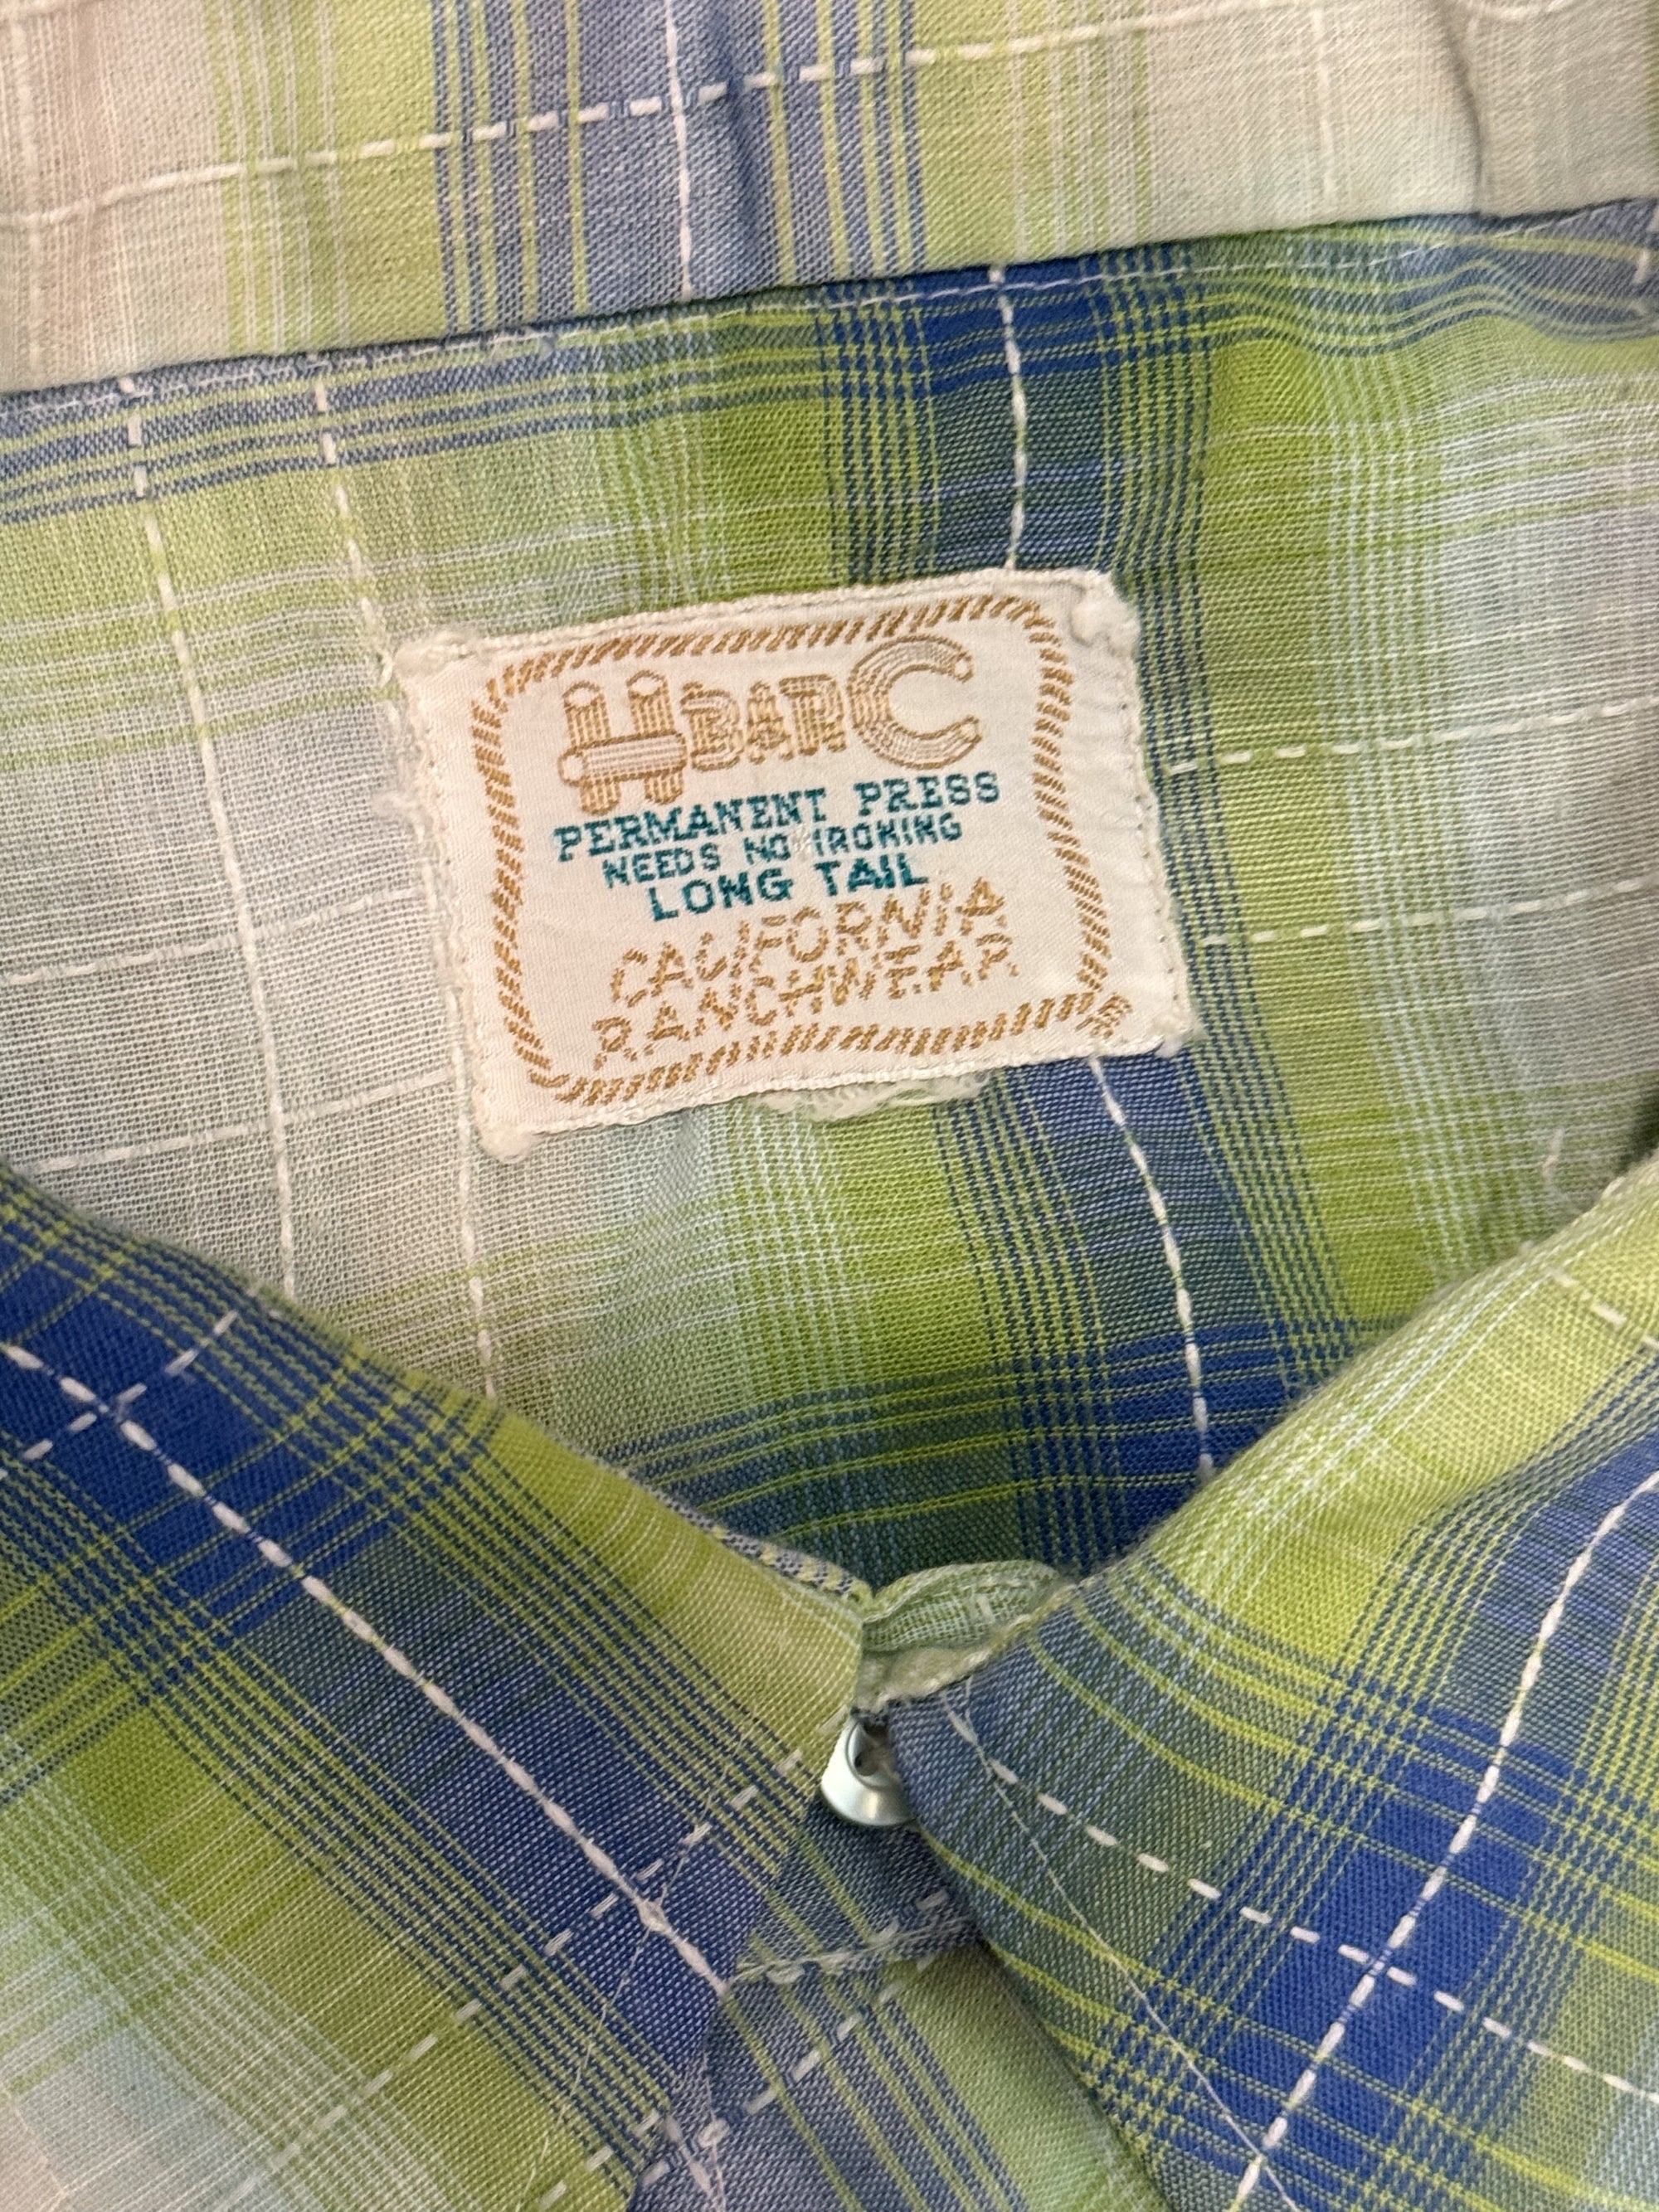 H BAR C
PERMANENT PRESS
NEEDS NO IRONING
LONG TAIL
CALIFORNIA
RANCHWEAR